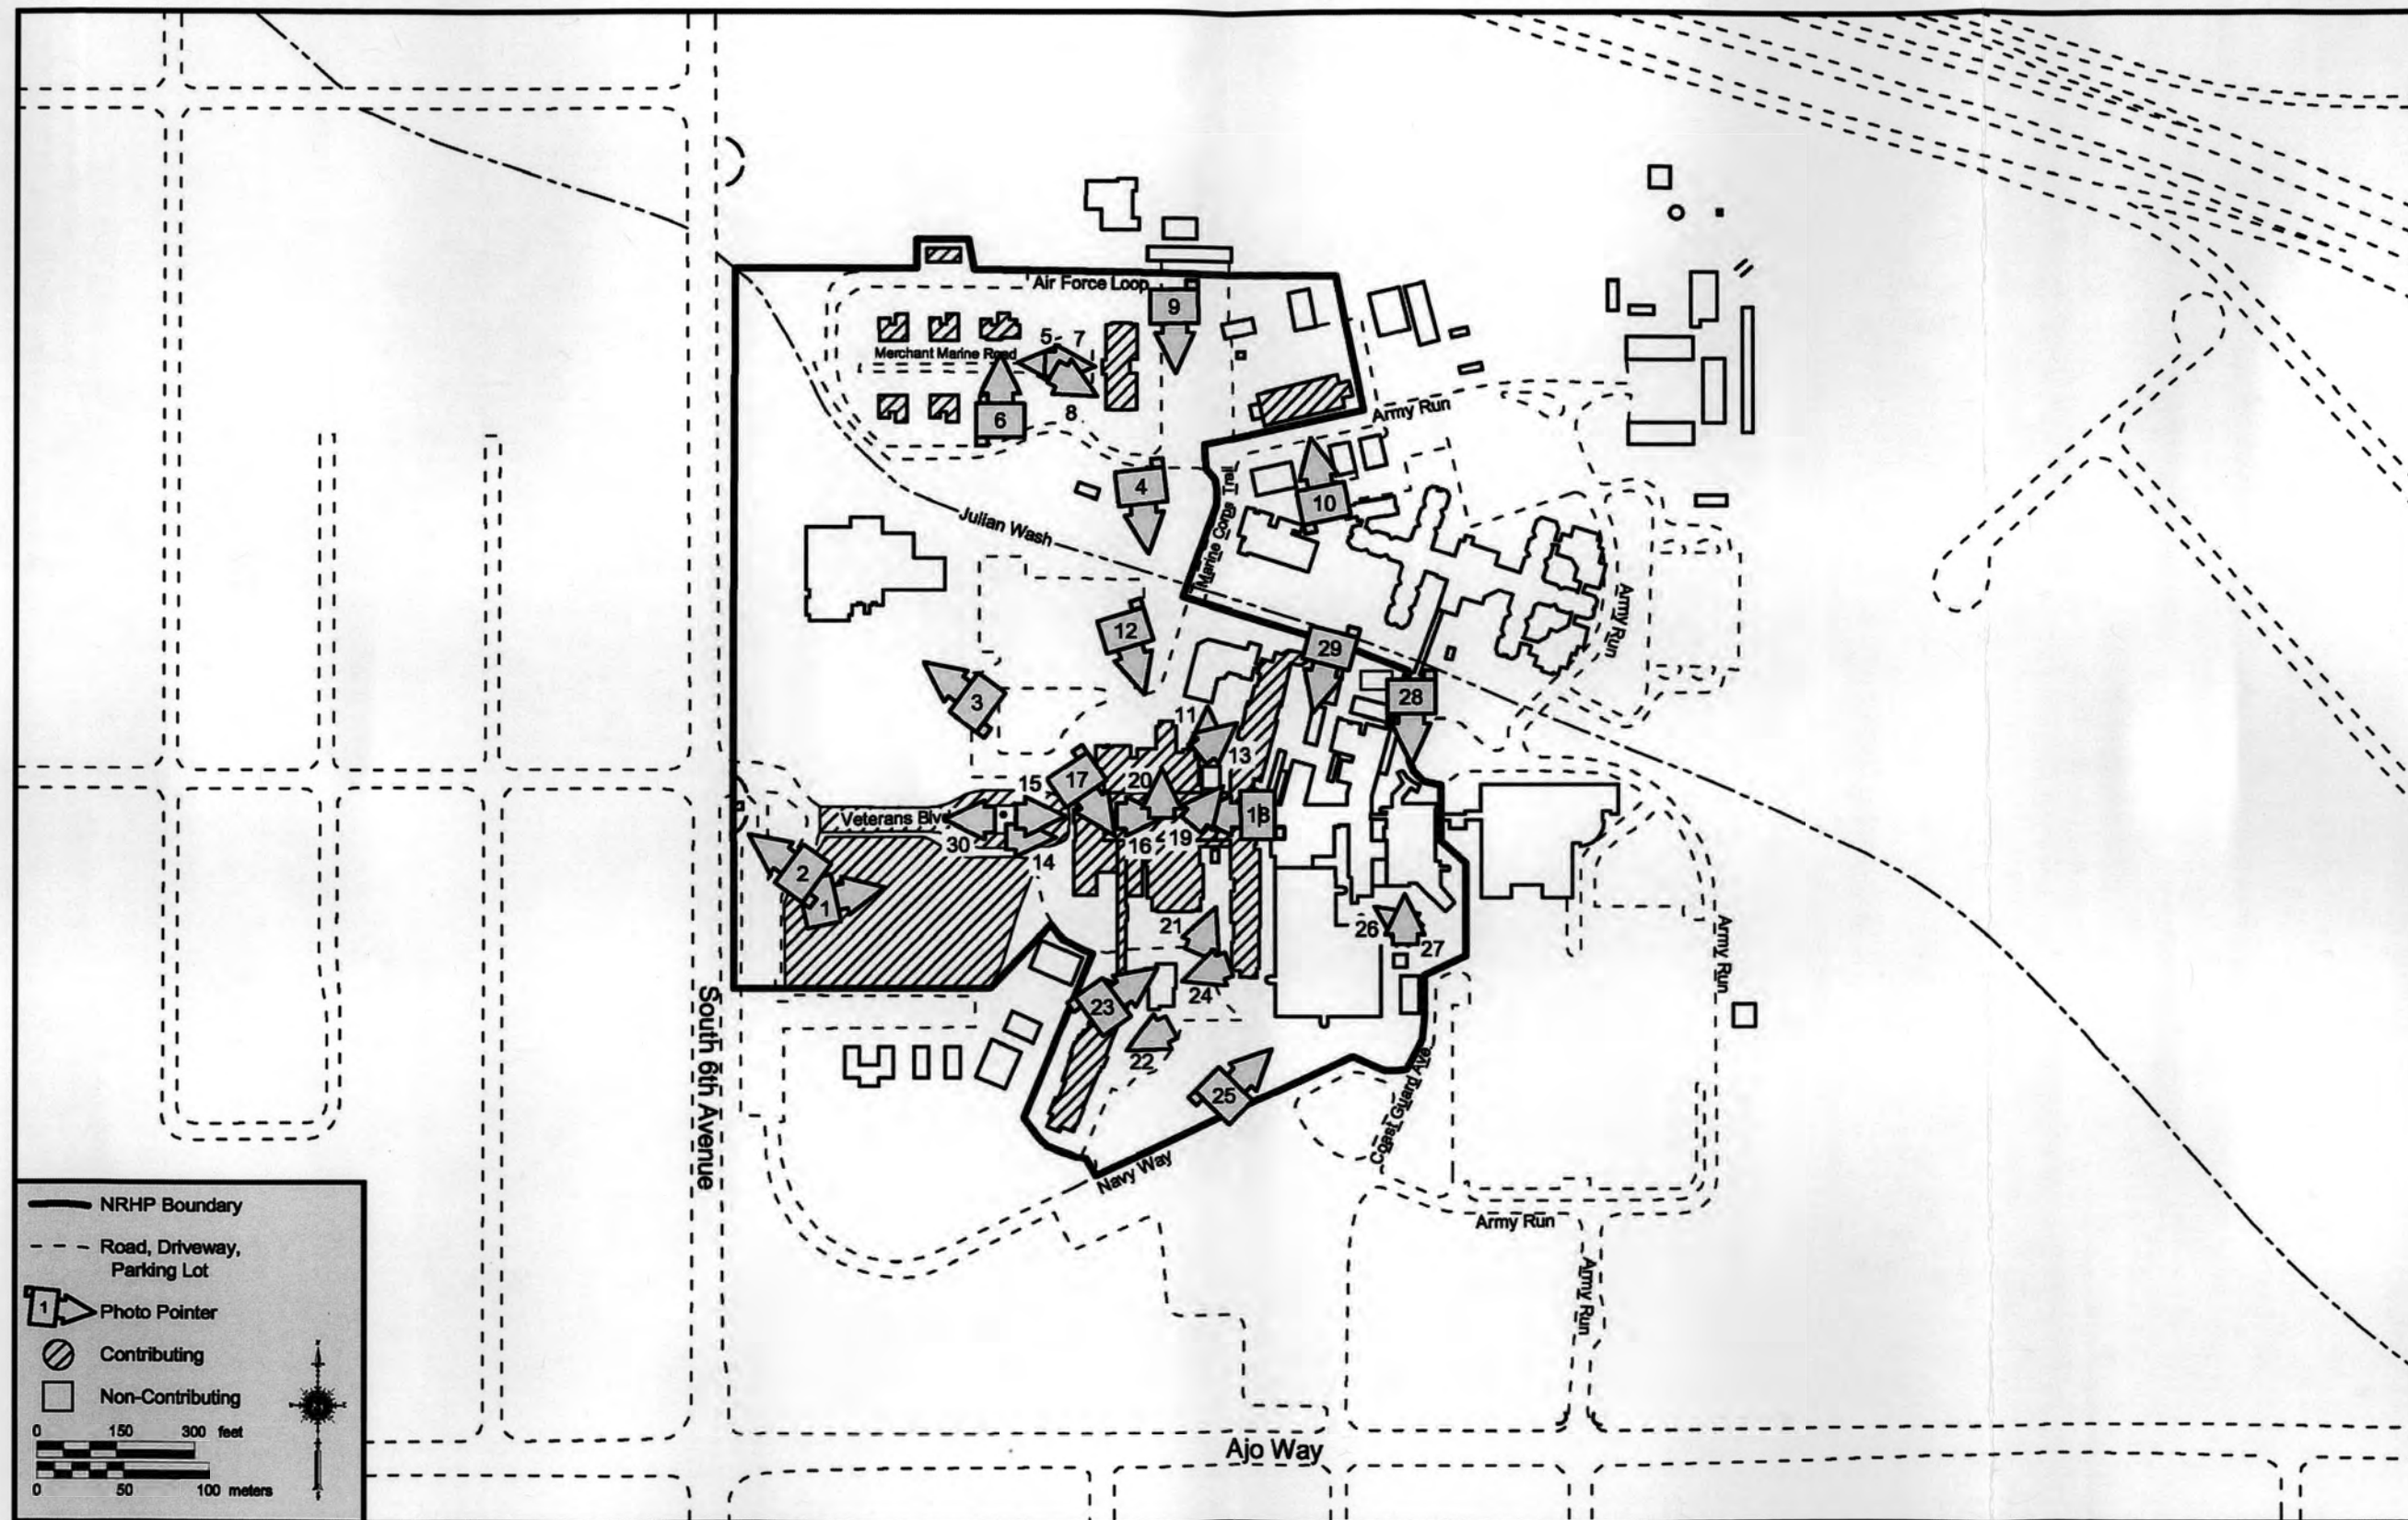 Air Force Loop
9
5
7
Merchant Marine Road
6
8
Army Run
4
10
Marine Corps Trail
Julian Wash
12
Army Run
29
3
28
11
13
17
20
15
Veterans Blv
18
30
14
16
19
2
1
21
26
27
24
23
22
25
South 6th Avenue
Army Run
Coast Guard Ave.
Navy Way
Army Run
Army Run
Ajo Way
NRHP Boundary
Road, Driveway,
Parking Lot
1
Photo Pointer
Contributing
Non-Contributing
0 150 300 feet
0 50 100 meters